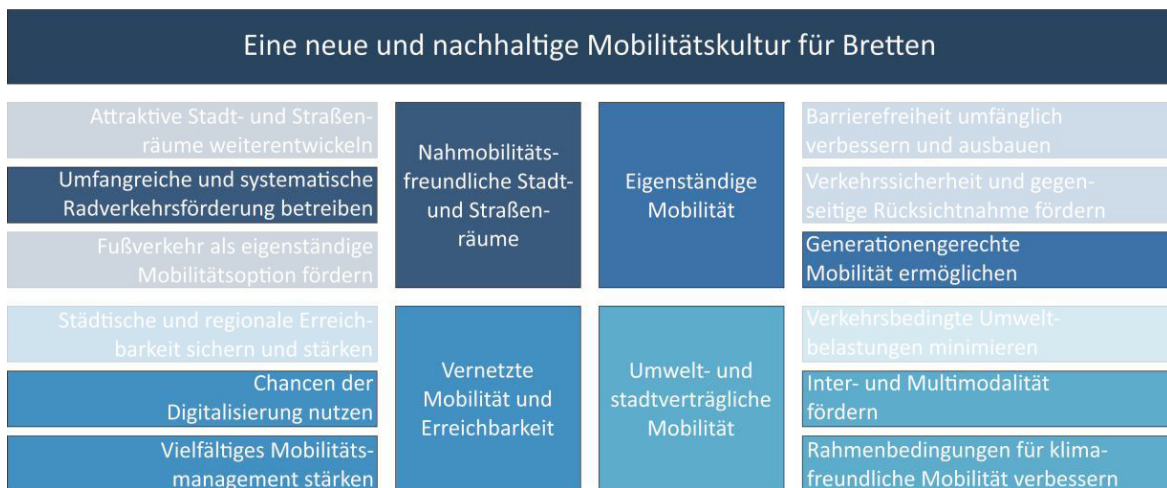 Eine neue und nachhaltige Mobilitätskultur für Bretten
Attraktive Stadt- und Straßen-
räume weiterentwickeln
Umfangreiche und systematische
Radverkehrsförderung betreiben
Fußverkehr als eigenständige
Mobilitätsoption fördern
Nahmobilitäts-
freundliche Stadt-
und Straßen-
räume
Eigenständige
Mobilität
Barrierefreiheit umfänglich
verbessern und ausbauen
Verkehrssicherheit und gegen-
seitige Rücksichtnahme fördern
Generationengerechte
Mobilität ermöglichen
Städtische und regionale Erreich-
barkeit sichern und stärken
Chancen der
Digitalisierung nutzen
Vielfältiges Mobilitäts-
management stärken
Vernetzte
Mobilität und
Erreichbarkeit
Umwelt- und
stadtverträgliche
Mobilität
Verkehrsbedingte Umwelt-
belastungen minimieren
Inter- und Multimodalität
fördern
Rahmenbedingungen für klima-
freundliche Mobilität verbessern